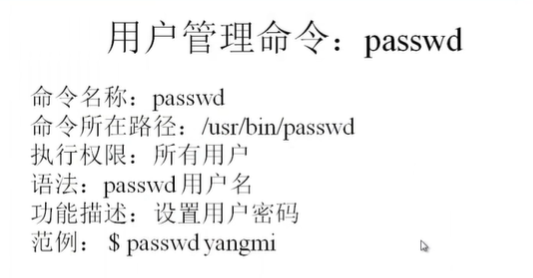 用户管理命令：passwd
命令名称：passwd
命令所在路径：/usr/bin/passwd
执行权限：所有用户
语法：passwd 用户名
功能描述：设置用户密码
范例： $ passwd yangmi